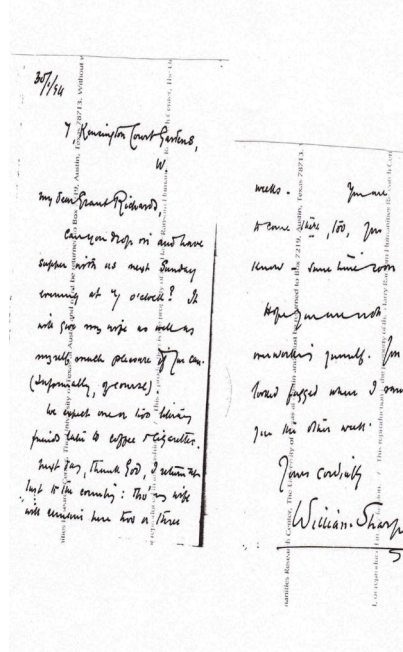 30/ /94
7, Kensington Court Gardens,
W.
My dear Grant Richards,
Can you drop in and have
supper with us next Sunday
evening at 7 o'clock? It
will give my wife as well as
myself much pleasure if you can.
(Informally, of course)
We expect one or two literary
friends later to coffee & cigarettes.
Next day, thank God, I return at
last to the country: tho' my wife
will remain here two or three
weeks. You are
to come there, too, you
know – some time soon
Hope you are not
overworking yourself. You
looked fagged when I saw
you the other week.
Yours cordially
William Sharp